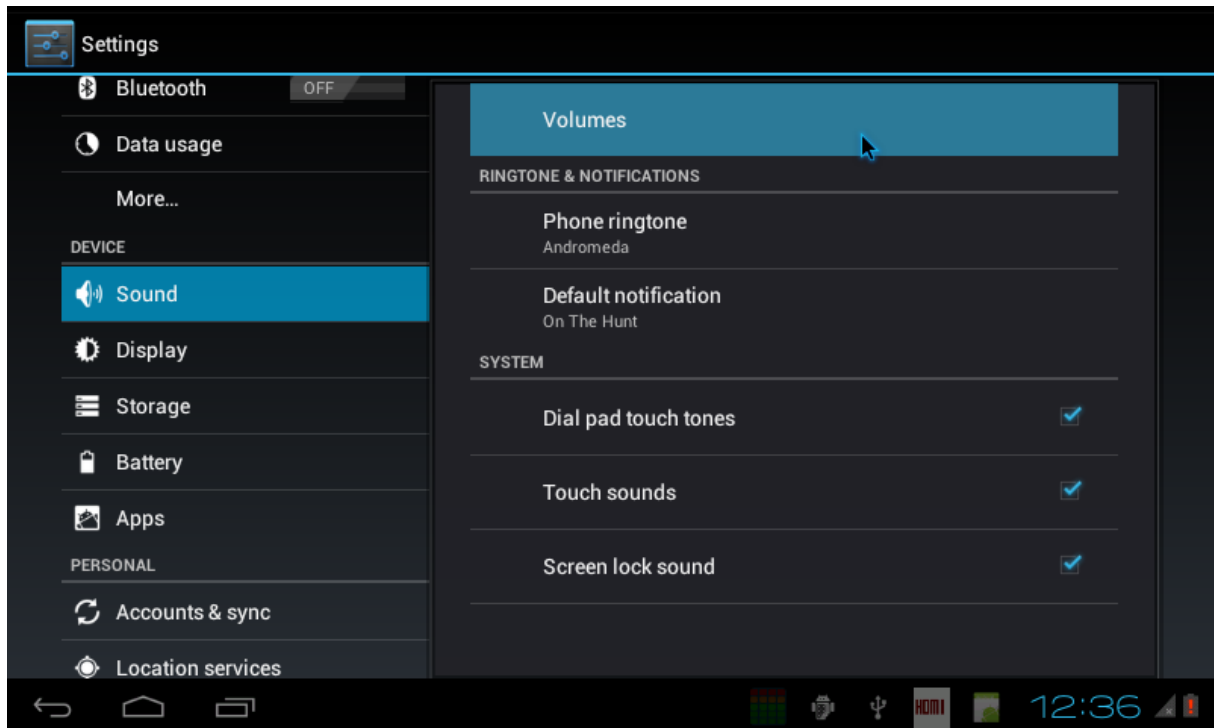 Settings
Bluetooth
OFF
Data usage
More...
DEVICE
Sound
Display
Storage
Battery
Apps
PERSONAL
Accounts & sync
Location services
Volumes
RINGTONE & NOTIFICATIONS
Phone ringtone
Andromeda
Default notification
On The Hunt
SYSTEM
Dial pad touch tones
Touch sounds
Screen lock sound
HDMI
12:36